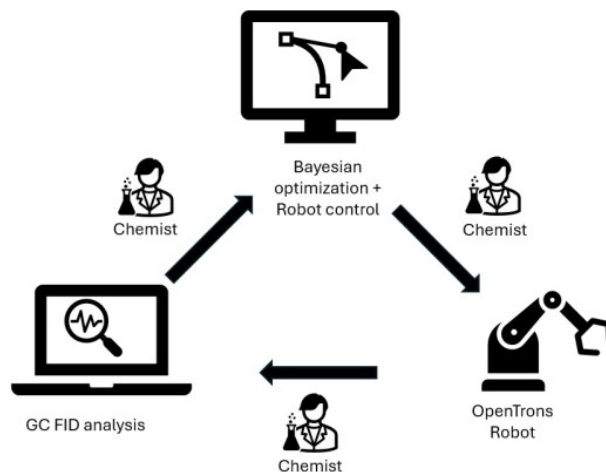 Bayesian
optimization +
Robot control
Chemist
Chemist
GC FID analysis
OpenTrons
Robot
Chemist